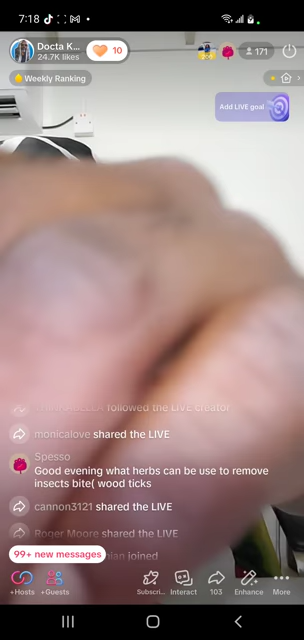 7:18
Docta K...
24.7K likes
10
171
Weekly Ranking
Add LIVE goal
followed the LIVE creator
monicalove shared the LIVE
Spesso
Good evening what herbs can be use to remove
insects bite( wood ticks
cannon3121 shared the LIVE
Roger Moore shared the LIVE
99+ new messages
joined
+Hosts
+Guests
Subscri...
Interact
103
Enhance
More